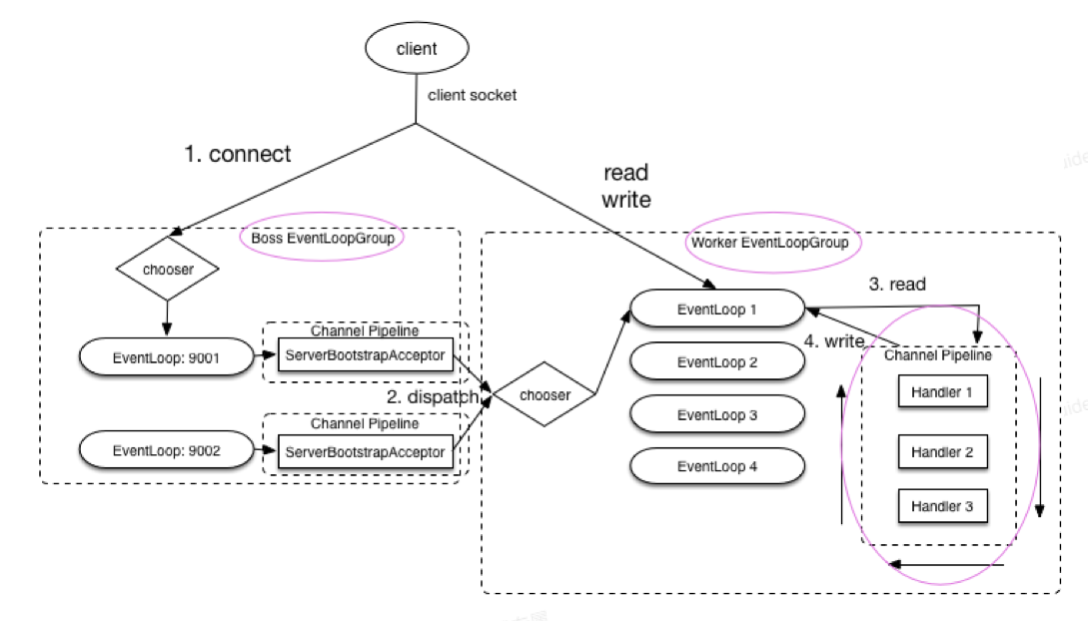 client
client socket
1. connect
read
write
Boss EventLoopGroup
Worker EventLoopGroup
chooser
EventLoop: 9001
Channel Pipeline
ServerBootstrapAcceptor
2. dispatch
EventLoop: 9002
Channel Pipeline
ServerBootstrapAcceptor
chooser
EventLoop 1
EventLoop 2
EventLoop 3
EventLoop 4
3. read
4. write
Channel Pipeline
Handler 1
Handler 2
Handler 3